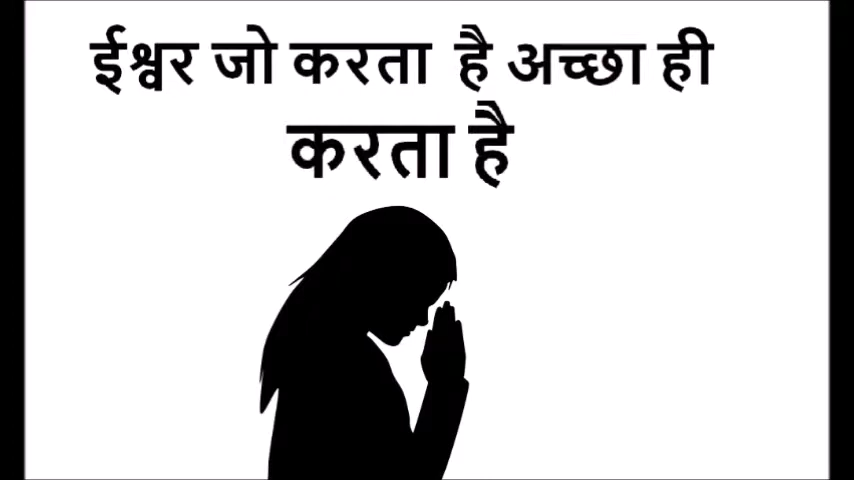 ईश्वर जो करता है अच्छा ही
करता है